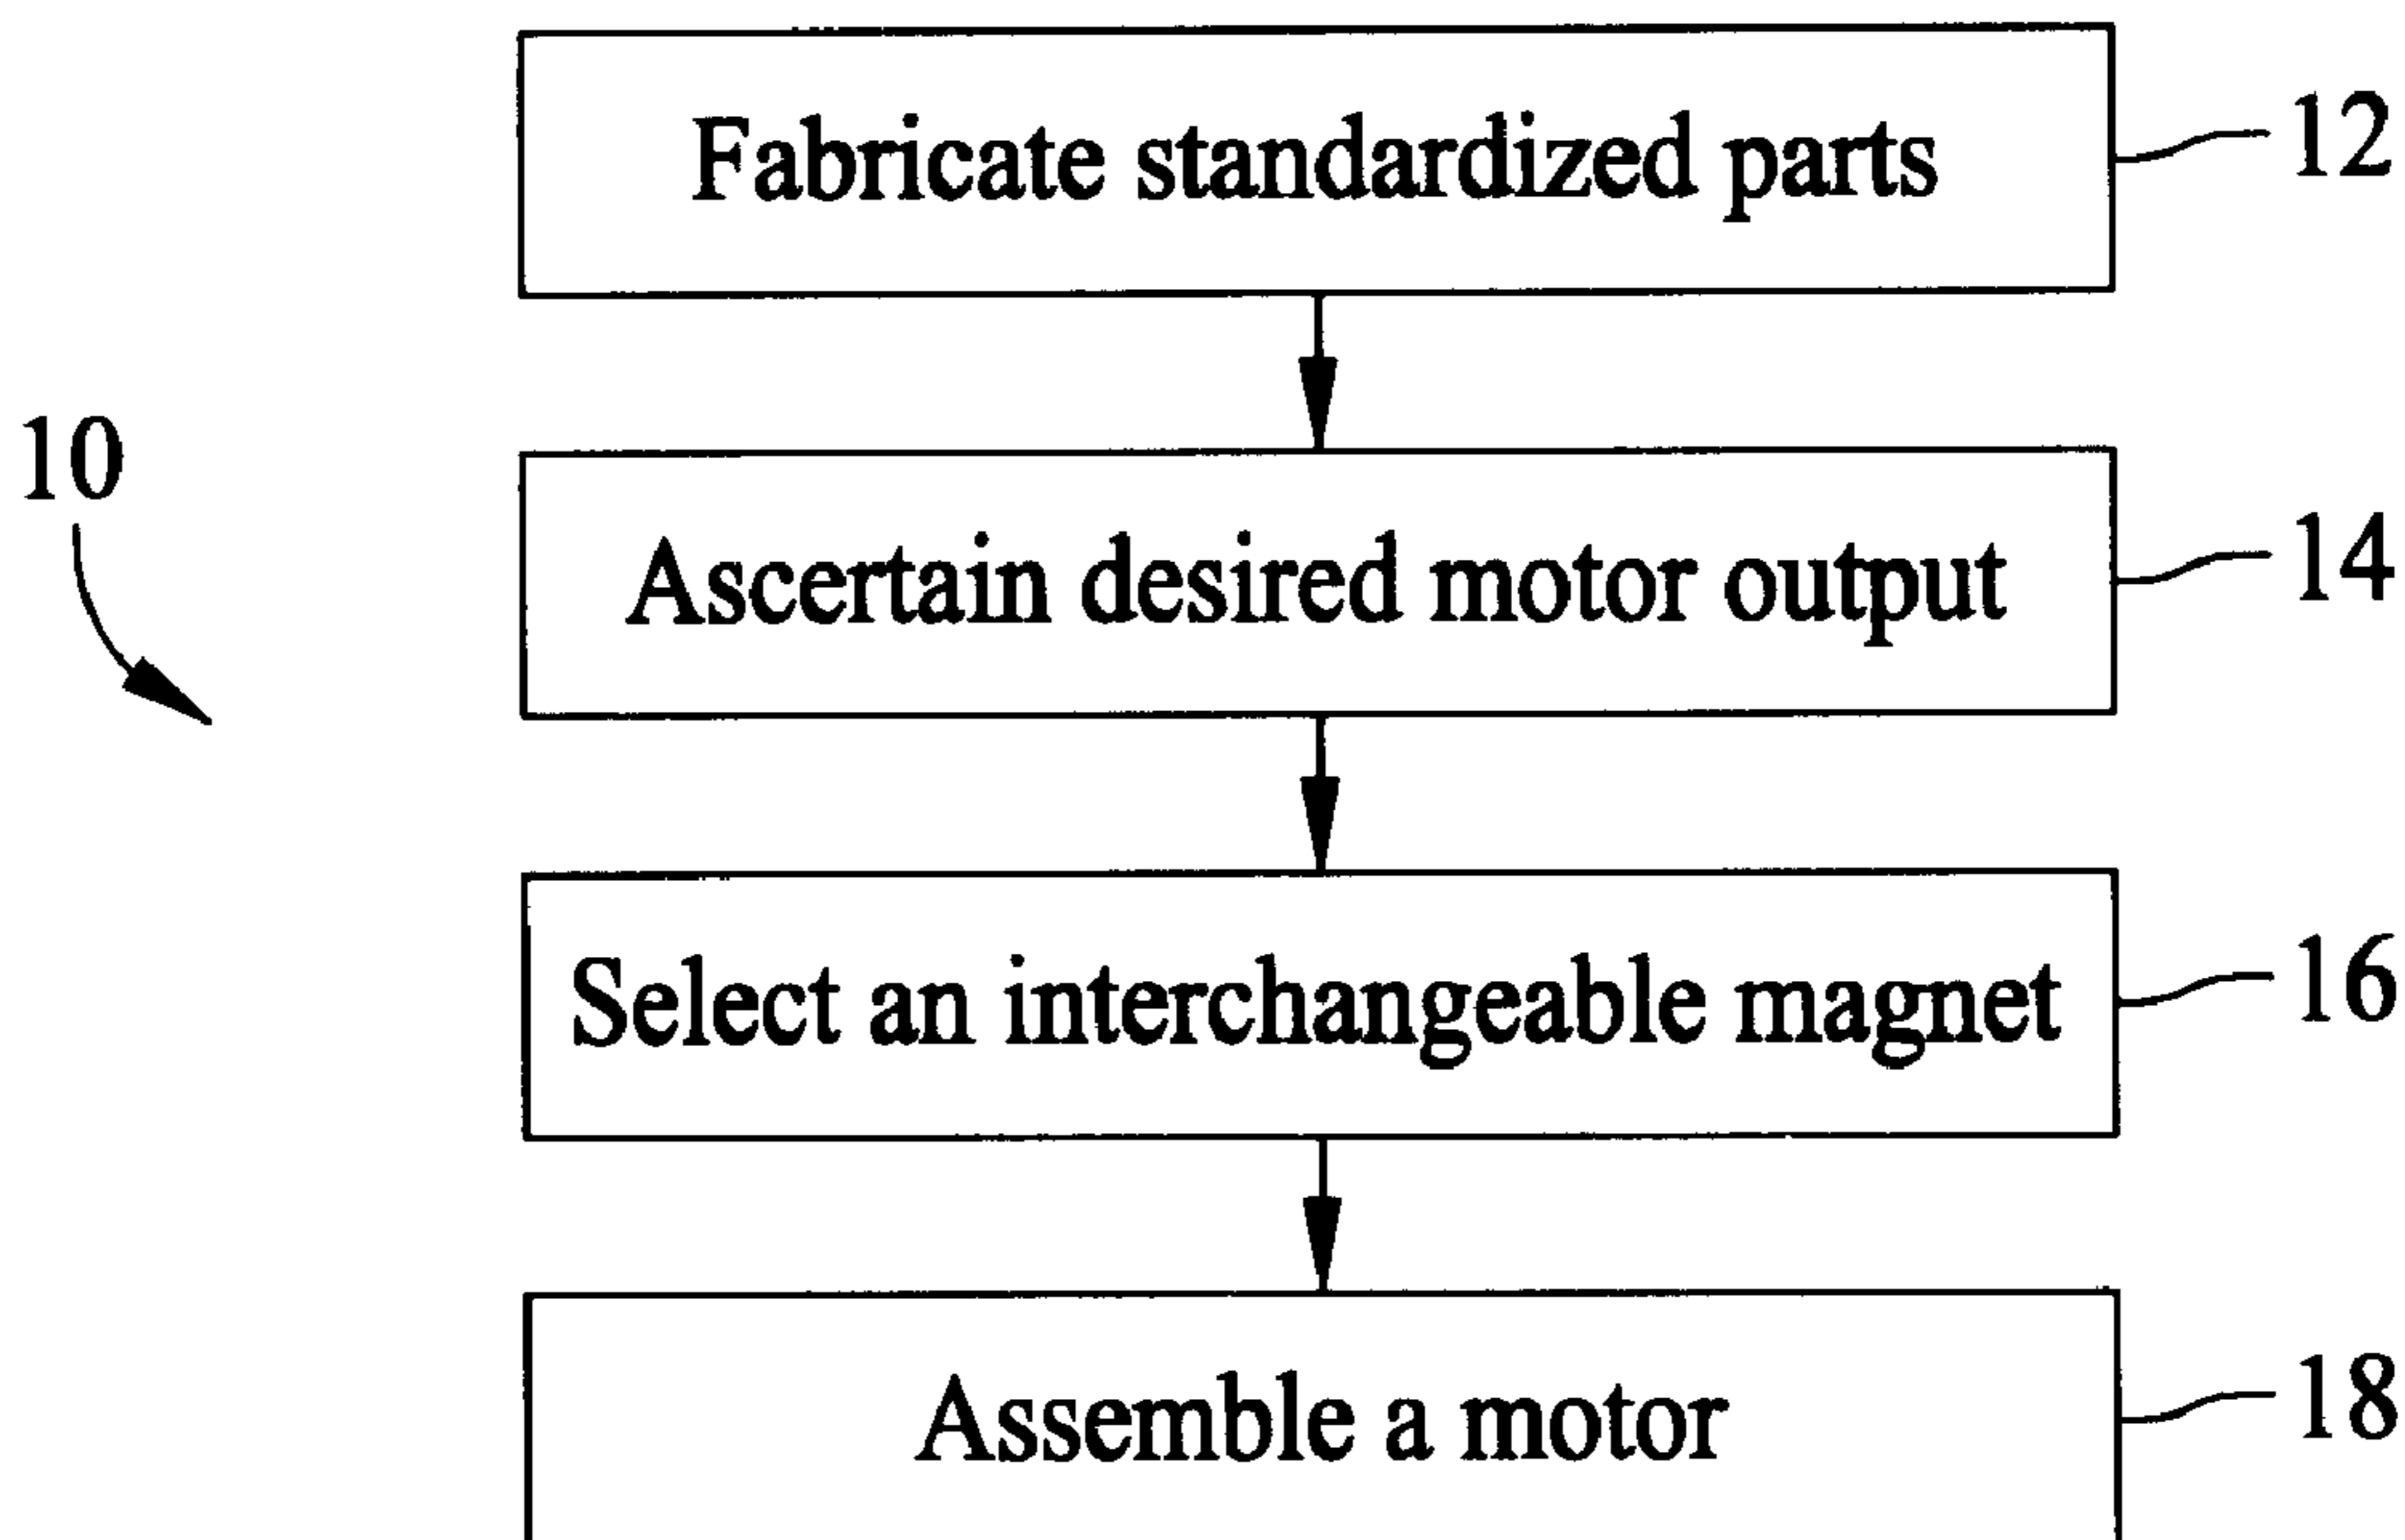 Fabricate standardized parts
12
10
Ascertain desired motor output
14
Select an interchangeable magnet
16
Assemble a motor
18